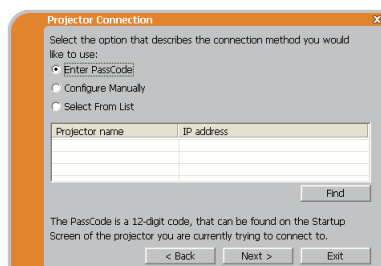 Projector Connection
x
Select the option that describes the connection method you would
like to use:
Enter PassCode
Configure Manually
Select From List
Projector name IP address
Find
The PassCode is a 12-digit code, that can be found on the Startup
Screen of the projector you are currently trying to connect to.
< Back Next > Exit